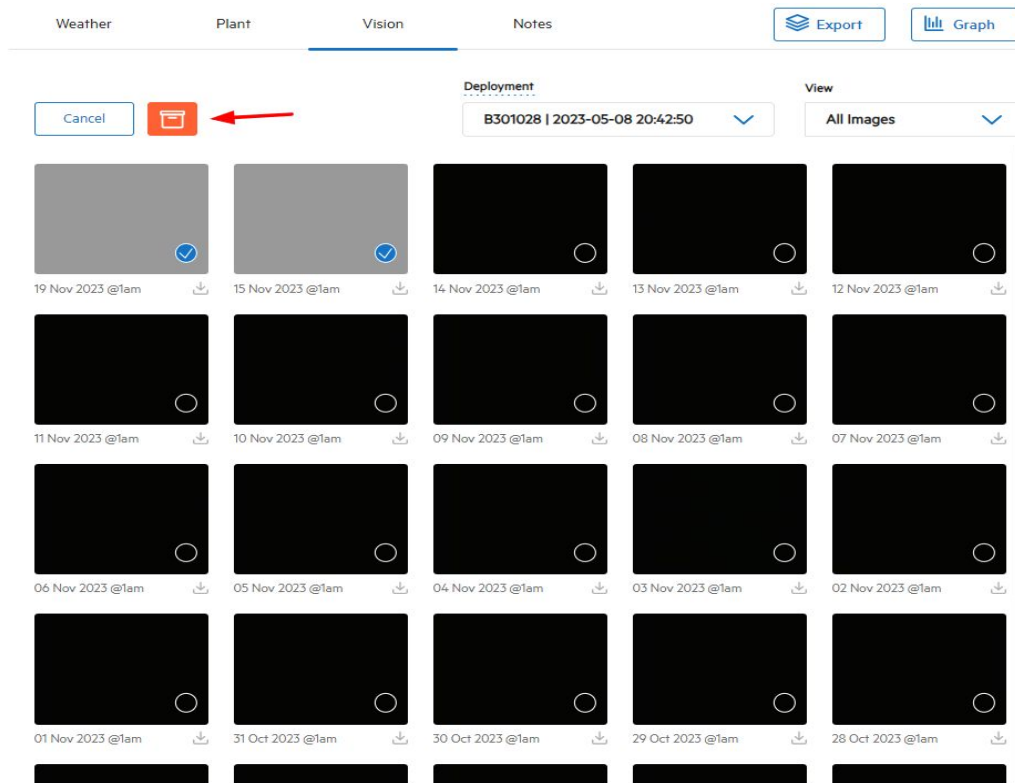 Weather Plant Vision Notes Export Graph
Deployment View
Cancel B301028 | 2023-05-08 20:42:50 All Images
19 Nov 2023 @1am 15 Nov 2023 @1am 14 Nov 2023 @1am 13 Nov 2023 @1am 12 Nov 2023 @1am
11 Nov 2023 @1am 10 Nov 2023 @1am 09 Nov 2023 @1am 08 Nov 2023 @1am 07 Nov 2023 @1am
06 Nov 2023 @1am 05 Nov 2023 @1am 04 Nov 2023 @1am 03 Nov 2023 @1am 02 Nov 2023 @1am
01 Nov 2023 @1am 31 Oct 2023 @1am 30 Oct 2023 @1am 29 Oct 2023 @1am 28 Oct 2023 @1am